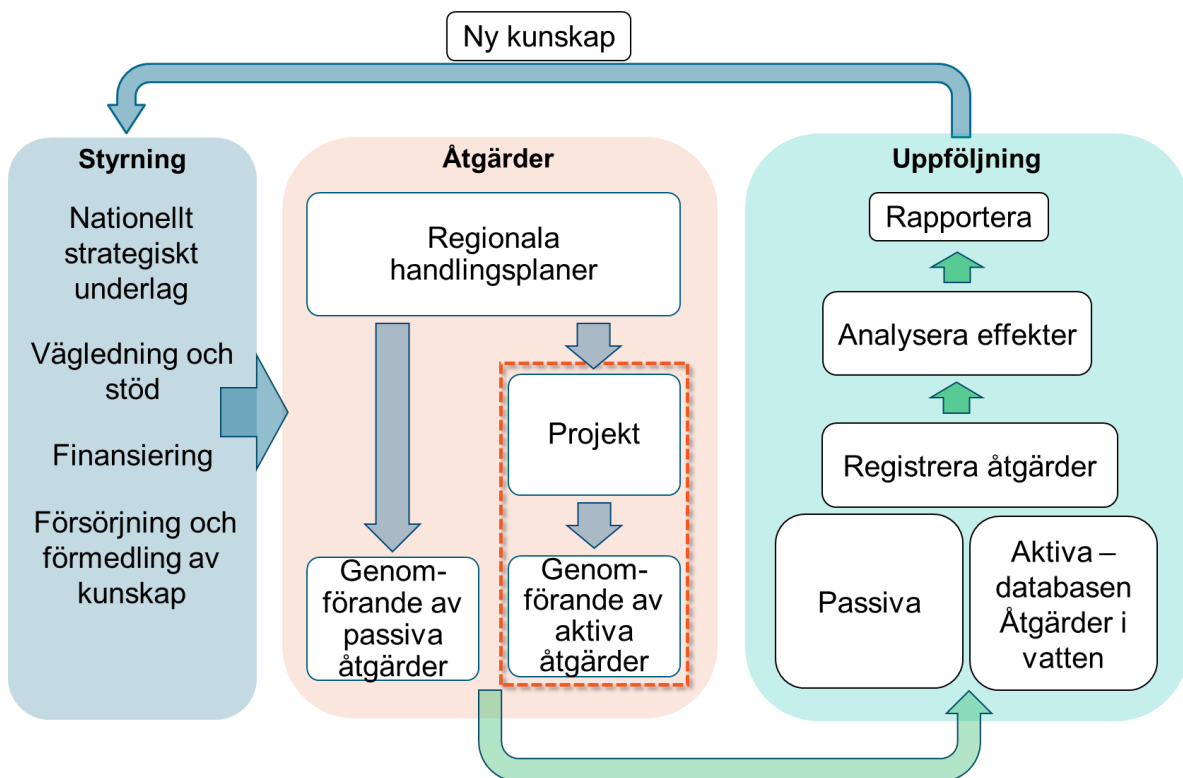 Ny kunskap
Styrning
Nationellt
strategiskt
underlag
Vägledning och
stöd
Finansiering
Försörjning och
förmedling av
kunskap
Åtgärder
Regionala
handlingsplaner
Projekt
Genom-
förande av
passiva
åtgärder
Genom-
förande av
aktiva
åtgärder
Uppföljning
Rapportera
Analysera effekter
Registrera åtgärder
Passiva
Aktiva –
databasen
Åtgärder i
vatten